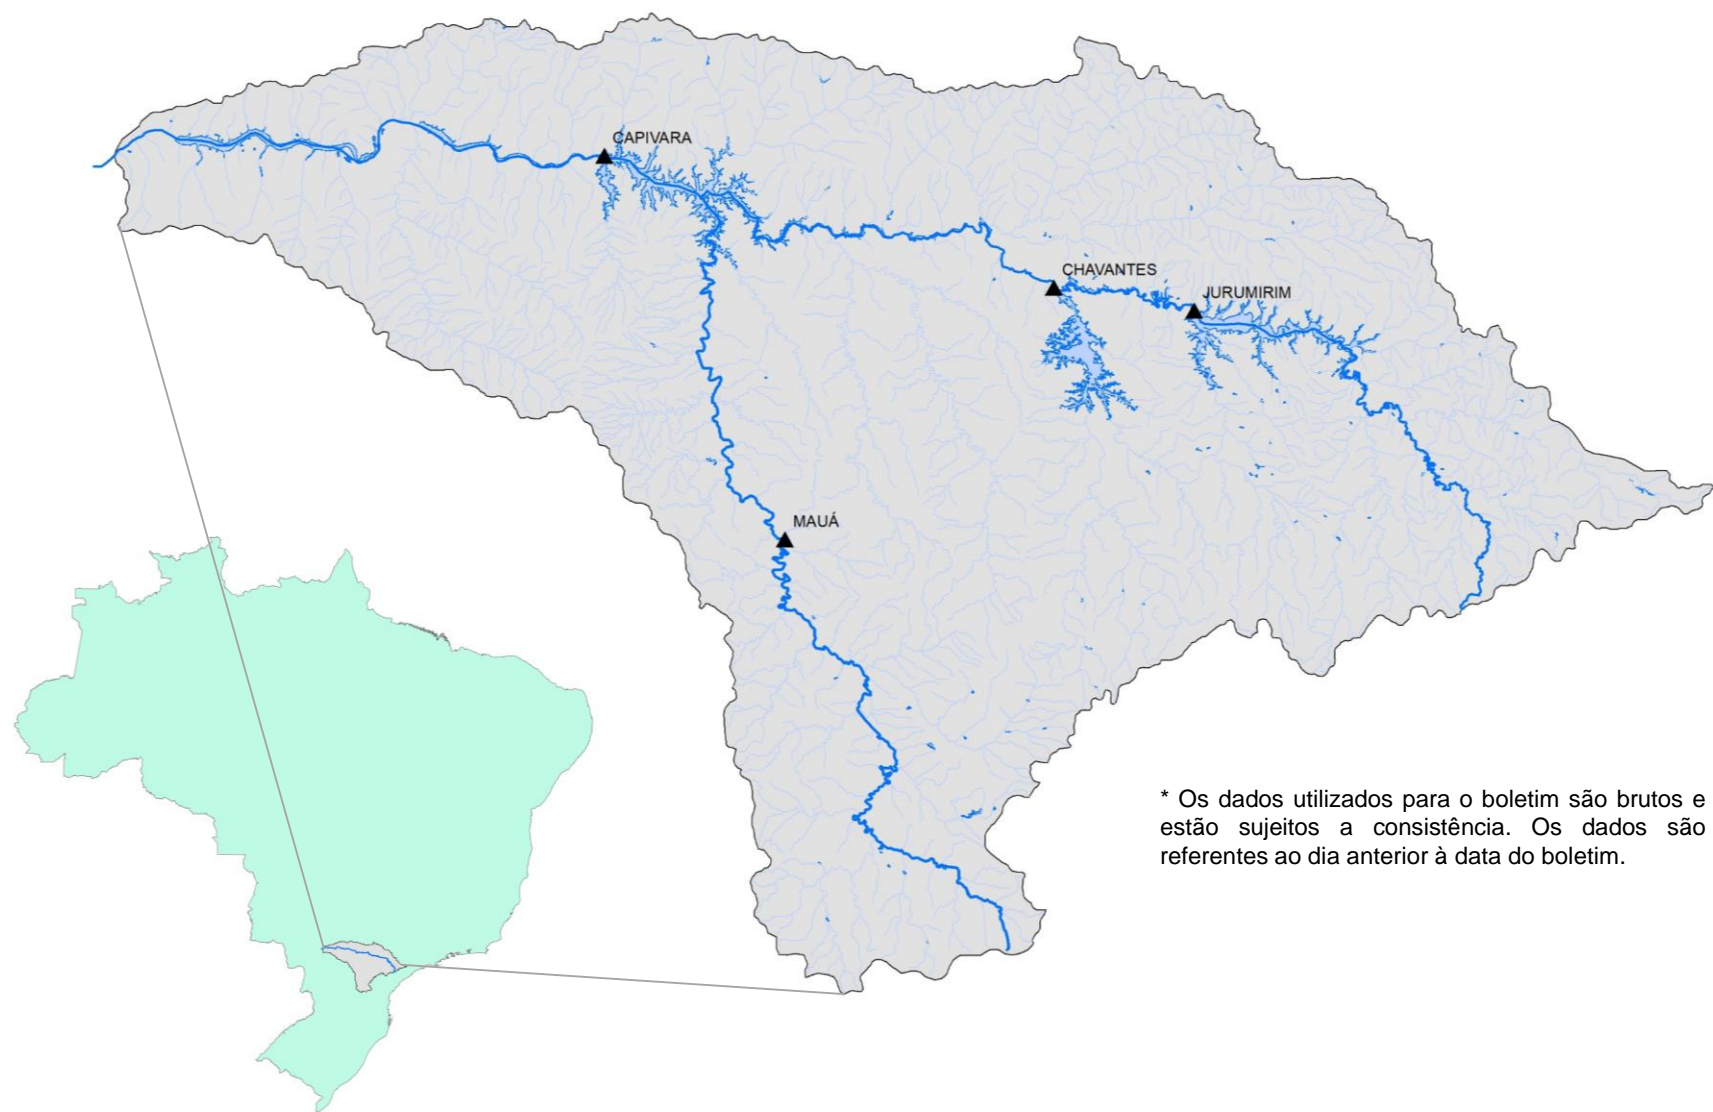 CAPIVARA
CHAVANTES
JURUMIRIM
MAUÁ
* Os dados utilizados para o boletim são brutos e
estão sujeitos a consistência. Os dados são
referentes ao dia anterior à data do boletim.